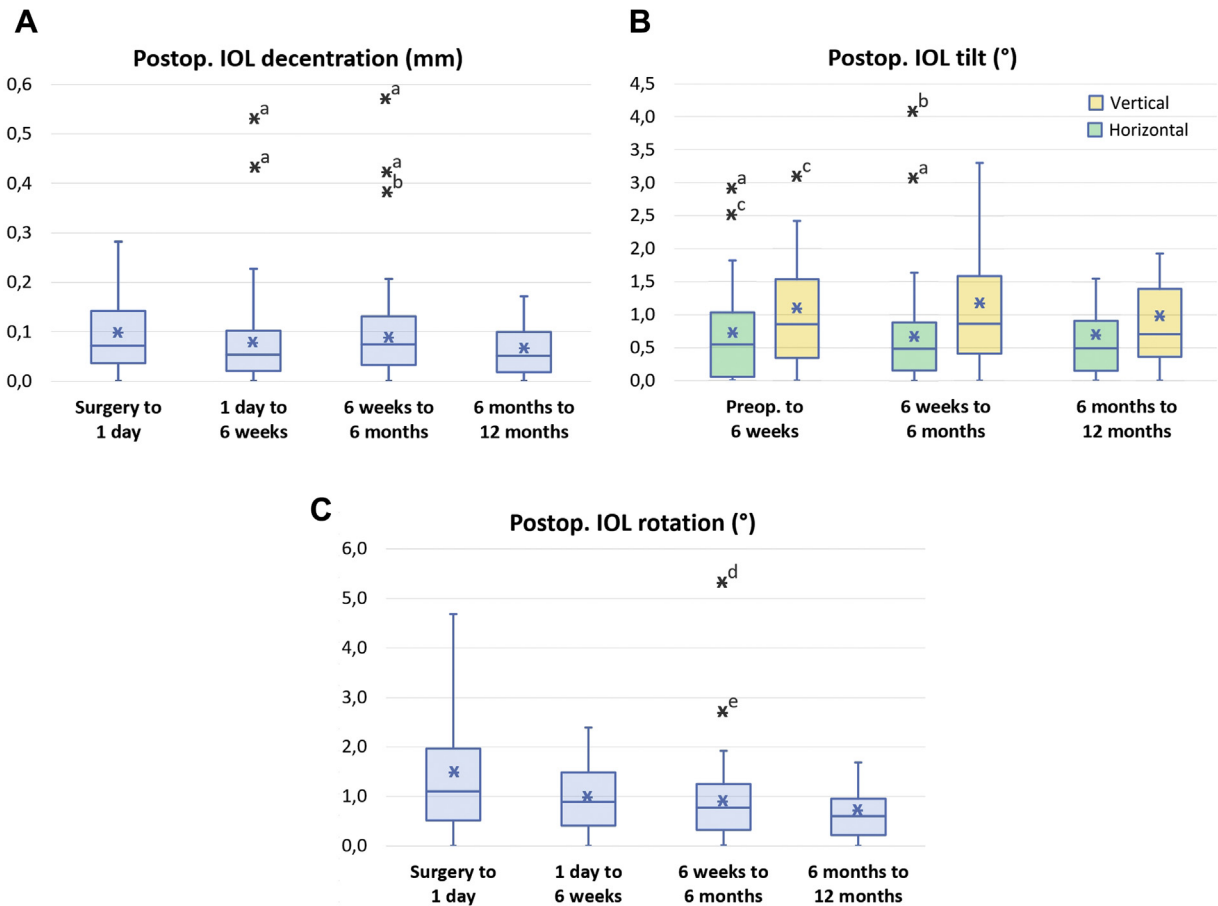 A
Postop. IOL decentration (mm)
0,6
0,5
0,4
0,3
0,2
0,1
0,0
a
a
a
a
b
Surgery to
1 day
1 day to
6 weeks
6 weeks to
6 months
6 months to
12 months
B
Postop. IOL tilt (°)
4,5
4,0
3,5
3,0
2,5
2,0
1,5
1,0
0,5
0,0
Vertical
Horizontal
a
c
c
b
a
Preop. to
6 weeks
6 weeks to
6 months
6 months to
12 months
C
Postop. IOL rotation (°)
6,0
5,0
4,0
3,0
2,0
1,0
0,0
d
e
Surgery to
1 day
1 day to
6 weeks
6 weeks to
6 months
6 months to
12 months